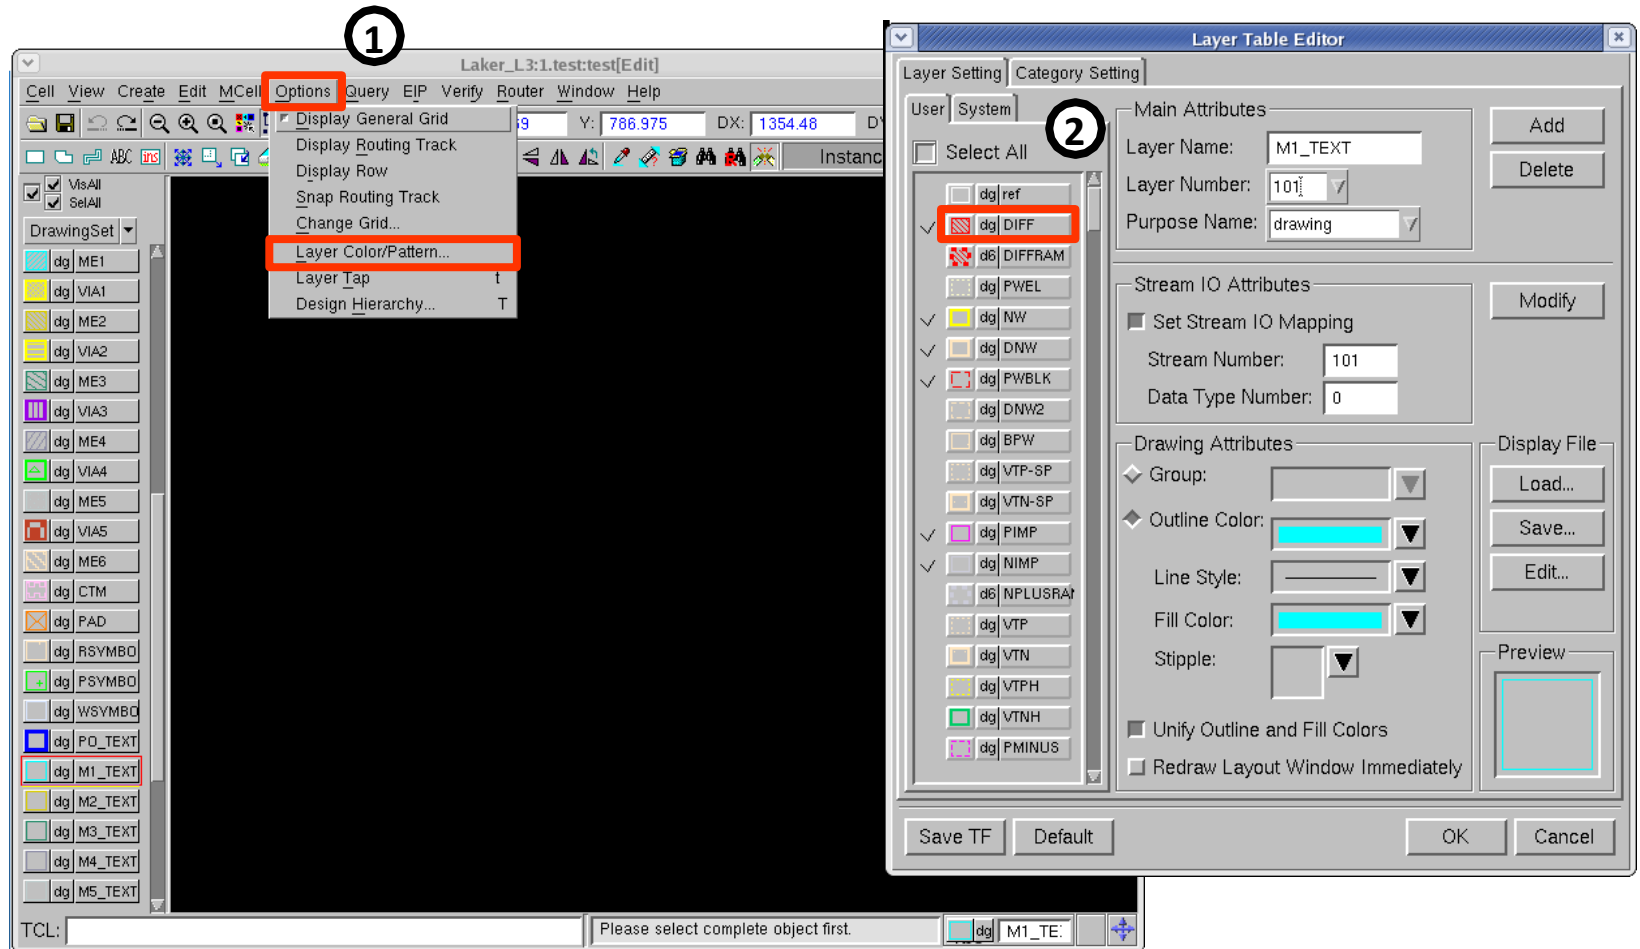 1
Laker_L3:1.test:test[Edit]
Cell View Create Edit MCell Options Query EIP Verify Router Window Help
Y: 786.975 DX: 1354.48
ABC ins Instanc
Display General Grid
Display Routing Track
Display Row
Snap Routing Track
Change Grid...
Layer Color/Pattern...
Layer Tap t
Design Hierarchy... T
VisAll
SelAll
DrawingSet
dg ME1
dg VIA1
dg ME2
dg VIA2
dg ME3
dg VIA3
dg ME4
dg VIA4
dg ME5
dg VIA5
dg ME6
dg CTM
dg PAD
dg RSYMBO
dg PSYMBO
dg WSYMBO
dg PO_TEXT
dg M1_TEXT
dg M2_TEXT
dg M3_TEXT
dg M4_TEXT
dg M5_TEXT
TCL:
Please select complete object first.
dg M1_TE:
Layer Table Editor
Layer Setting Category Setting
User System
2
Select All
dg ref
dg DIFF
d6 DIFFRAM
dg PWEL
dg NW
dg DNW
dg PWBLK
dg DNW2
dg BPW
dg VTP-SP
dg VTN-SP
dg PIMP
dg NIMP
d6 NPLUSRA
dg VTP
dg VTN
dg VTPH
dg VTNH
dg PMINUS
Main Attributes
Layer Name: M1_TEXT
Layer Number: 101
Purpose Name: drawing
Add
Delete
Stream IO Attributes
Set Stream IO Mapping
Stream Number: 101
Data Type Number: 0
Modify
Drawing Attributes
Group:
Outline Color:
Line Style:
Fill Color:
Stipple:
Unify Outline and Fill Colors
Redraw Layout Window Immediately
Display File
Load...
Save...
Edit...
Preview
Save TF Default OK Cancel